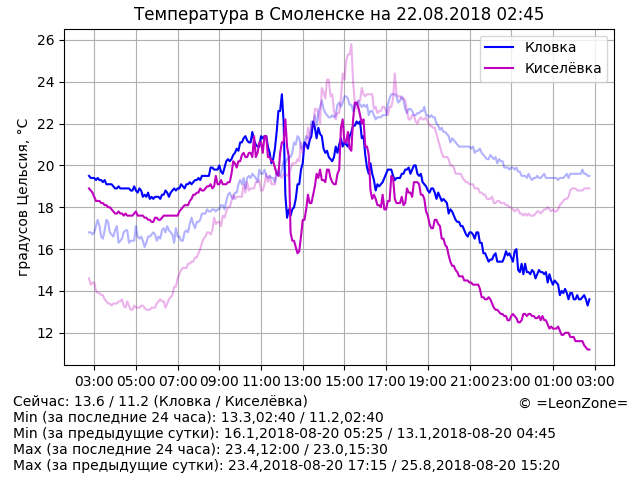 Температура в Смоленске на 22.08.2018 02:45
градусов Цельсия, °C
26
24
22
20
18
16
14
12
Кловка
Киселёвка
03:00 05:00 07:00 09:00 11:00 13:00 15:00 17:00 19:00 21:00 23:00 01:00 03:00
Сейчас: 13.6 / 11.2 (Кловка / Киселёвка)
© =LeonZone=
Min (за последние 24 часа): 13.3,02:40 / 11.2,02:40
Min (за предыдущие сутки): 16.1,2018-08-20 05:25 / 13.1,2018-08-20 04:45
Max (за последние 24 часа): 23.4,12:00 / 23.0,15:30
Max (за предыдущие сутки): 23.4,2018-08-20 17:15 / 25.8,2018-08-20 15:20